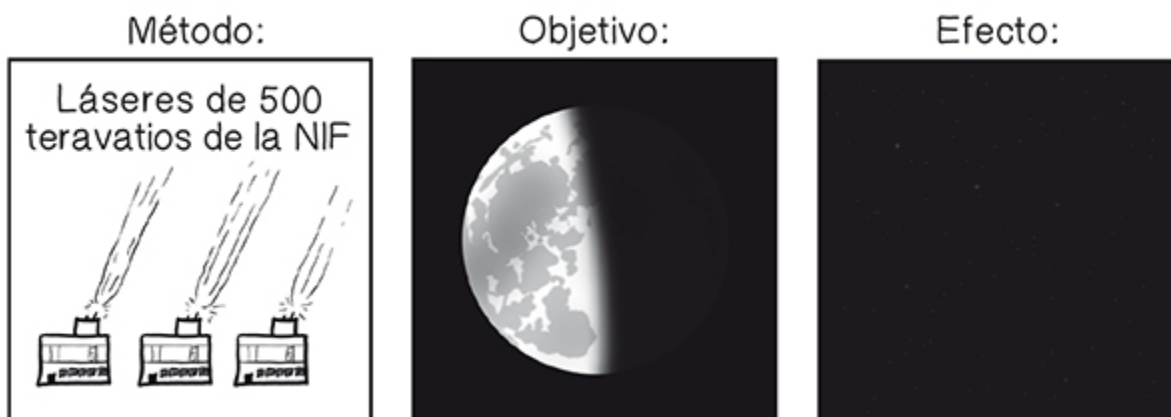 Método:
Objetivo:
Efecto:
Láseres de 500
teravatios de la NIF